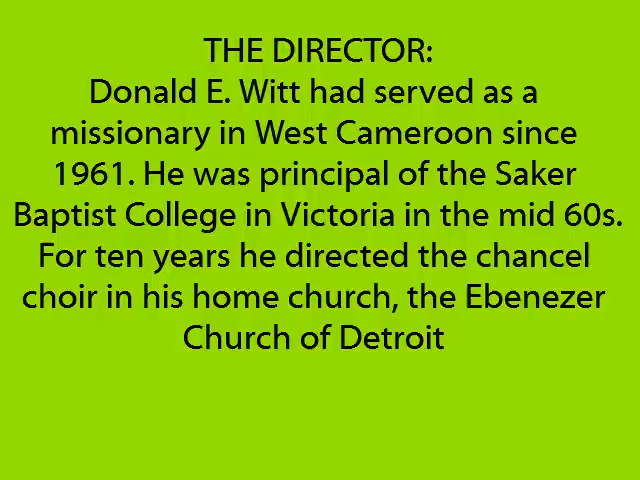 THE DIRECTOR:
Donald E. Witt had served as a
missionary in West Cameroon since
1961. He was principal of the Saker
Baptist College in Victoria in the mid 60s.
For ten years he directed the chancel
choir in his home church, the Ebenezer
Church of Detroit